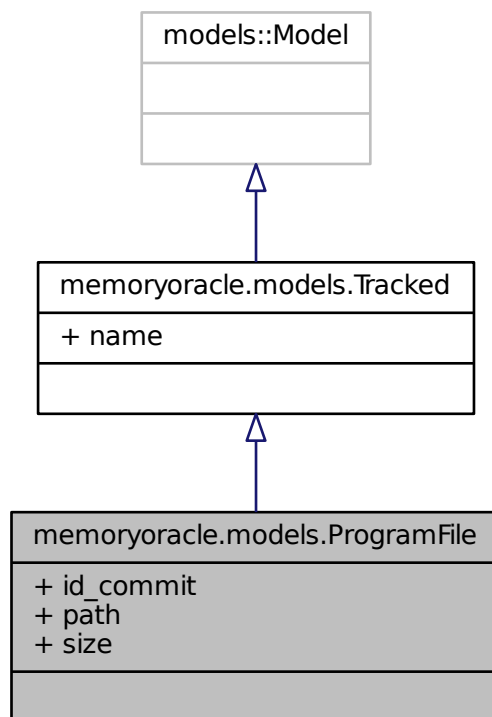 models::Model
memoryoracle.models.Tracked
+ name
memoryoracle.models.ProgramFile
+ id_commit
+ path
+ size